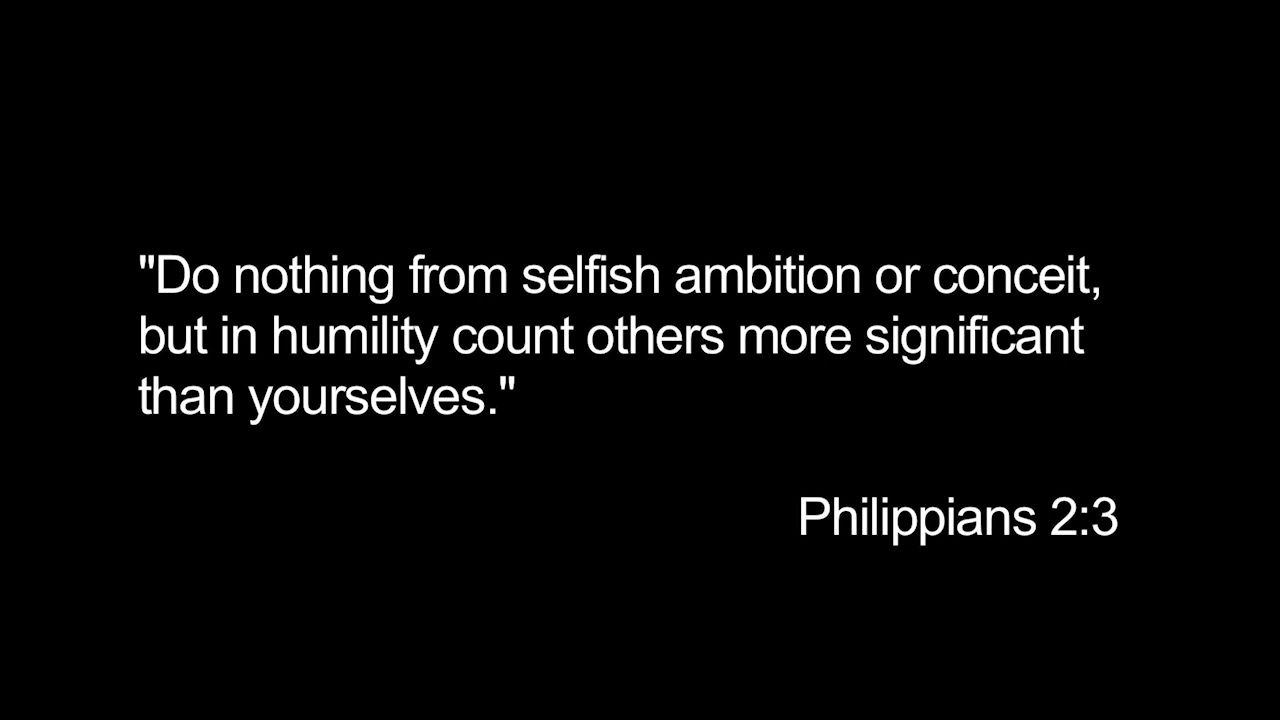 "Do nothing from selfish ambition or conceit,
but in humility count others more significant
than yourselves."
Philippians 2:3